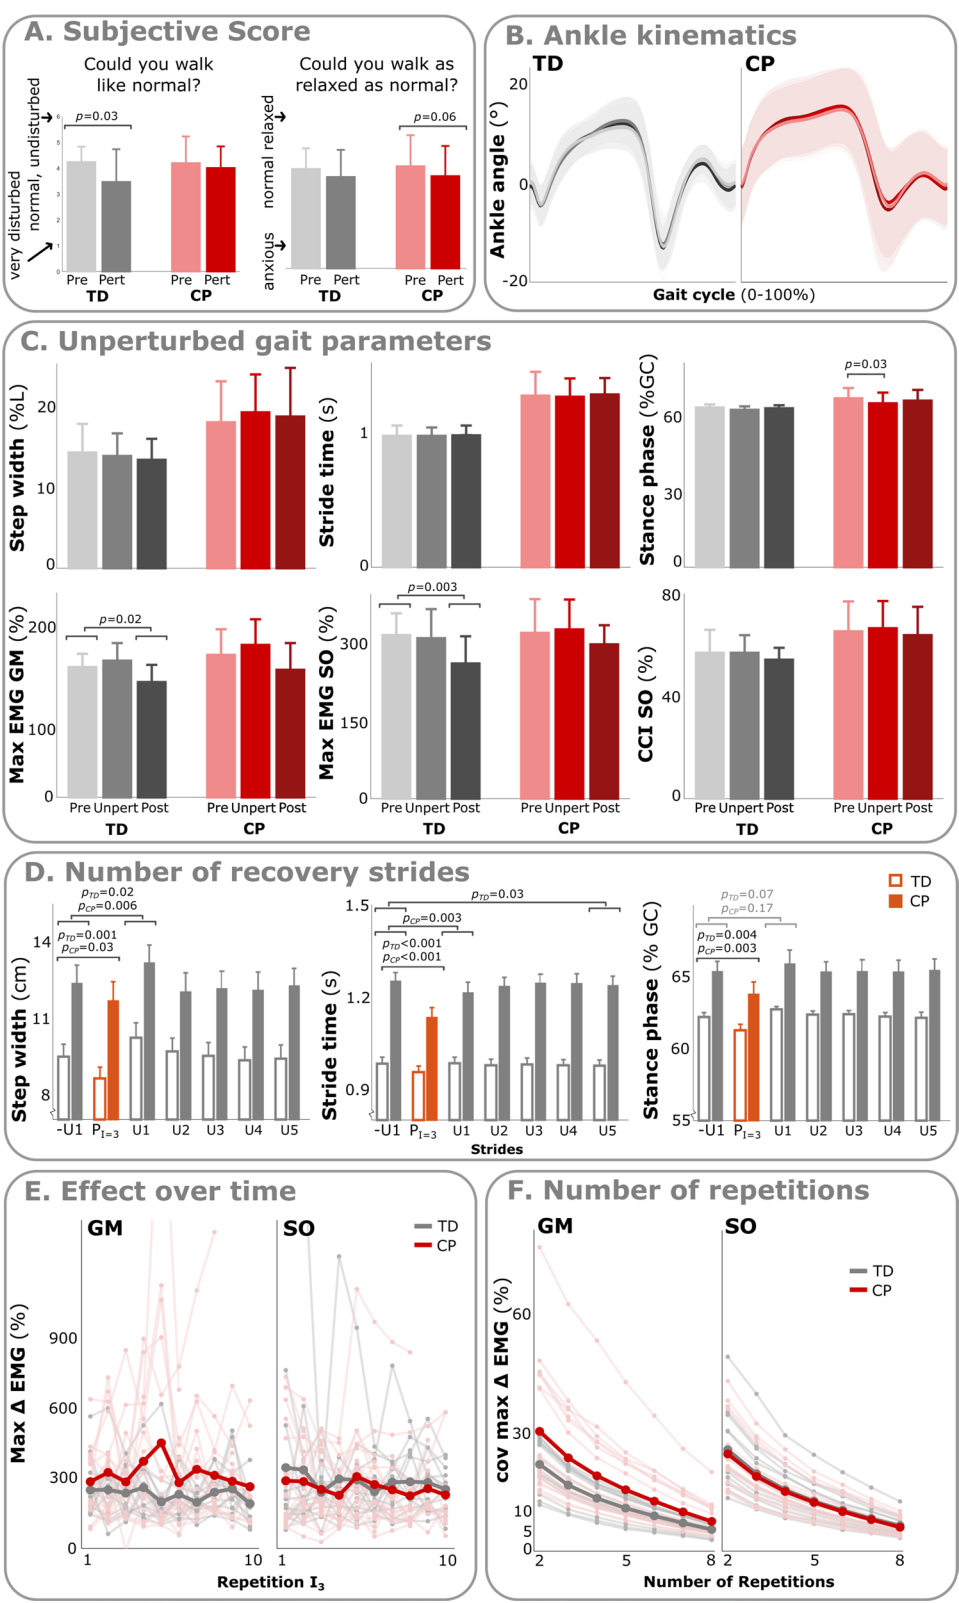 A. Subjective Score
Could you walk
like normal?
Could you walk as
relaxed as normal?
very disturbed
normal, undisturbed
6
5
4
3
2
1
0
p=0.03
Pre Pert Pre Pert
TD CP
anxious
normal relaxed
p=0.06
Pre Pert Pre Pert
TD CP
B. Ankle kinematics
TD CP
Ankle angle (°)
20
0
-20
Gait cycle (0-100%)
C. Unperturbed gait parameters
Step width (%L)
20
10
0
Stride time (s)
1
0
Stance phase (%GC)
60
30
0
p=0.03
Max EMG GM (%)
200
100
0
p=0.02
Pre Unpert Post Pre Unpert Post
TD CP
Max EMG SO (%)
300
150
0
p=0.003
Pre Unpert Post Pre Unpert Post
TD CP
CCI SO (%)
80
40
0
Pre Unpert Post Pre Unpert Post
TD CP
D. Number of recovery strides
Step width (cm)
14
11
8
pTD=0.02
pCP=0.006
pTD=0.001
pCP=0.03
-U1 PI=3 U1 U2 U3 U4 U5
Stride time (s)
1.5
1.2
0.9
pTD=0.03
pCP=0.003
pTD<0.001
pCP<0.001
-U1 PI=3 U1 U2 U3 U4 U5
Strides
Stance phase (% GC)
65
60
55
pTD=0.07
pCP=0.17
pTD=0.004
pCP=0.003
TD
CP
-U1 PI=3 U1 U2 U3 U4 U5
E. Effect over time
GM SO
TD
CP
Max Δ EMG (%)
900
600
300
0
1 10 1 10
Repetition I3
F. Number of repetitions
GM SO
TD
CP
cov max Δ EMG (%)
60
30
10
5
0
2 5 8 2 5 8
Number of Repetitions